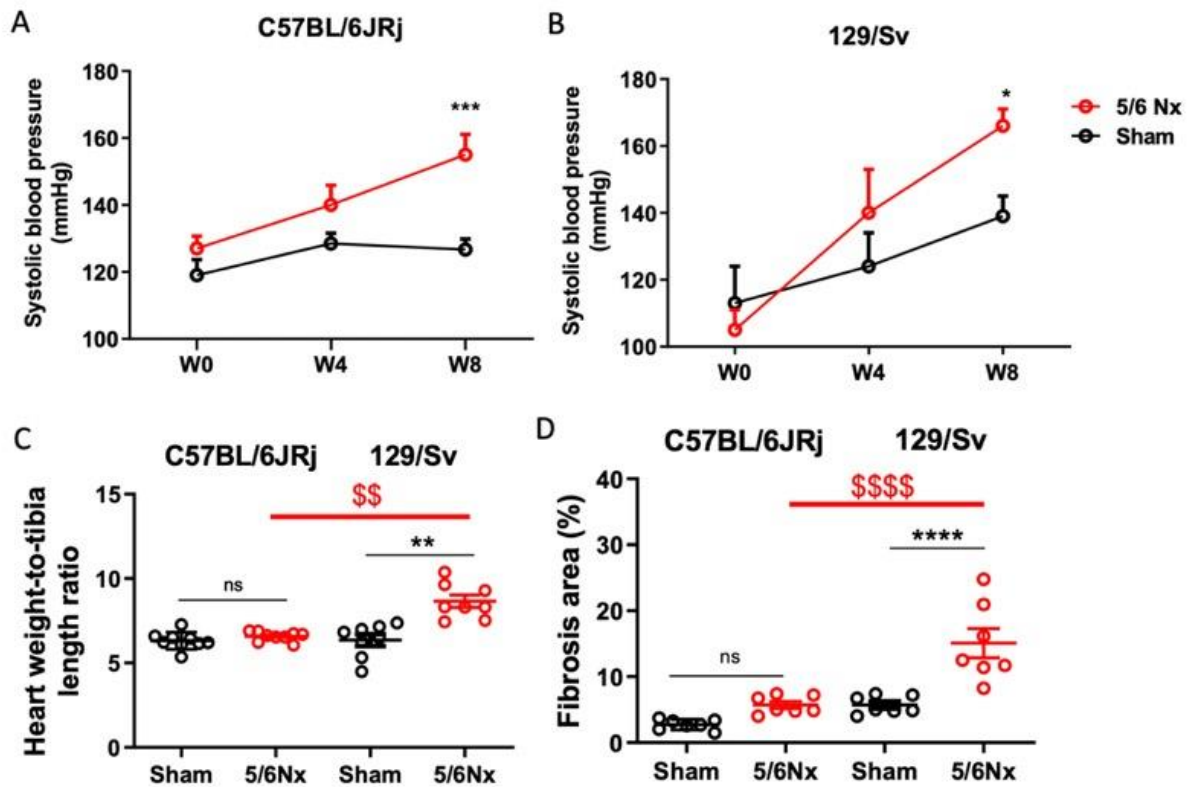 A
C57BL/6JRj
Systolic blood pressure
(mmHg)
180
160
140
120
100
***
W0 W4 W8
B
129/Sv
Systolic blood pressure
(mmHg)
180
160
140
120
100
*
W0 W4 W8
5/6 Nx
Sham
C
C57BL/6JRj 129/Sv
Heart weight-to-tibia
length ratio
15
10
5
0
$$
**
ns
Sham 5/6Nx Sham 5/6Nx
D
C57BL/6JRj 129/Sv
Fibrosis area (%)
40
30
20
10
0
$$$$
****
ns
Sham 5/6Nx Sham 5/6Nx